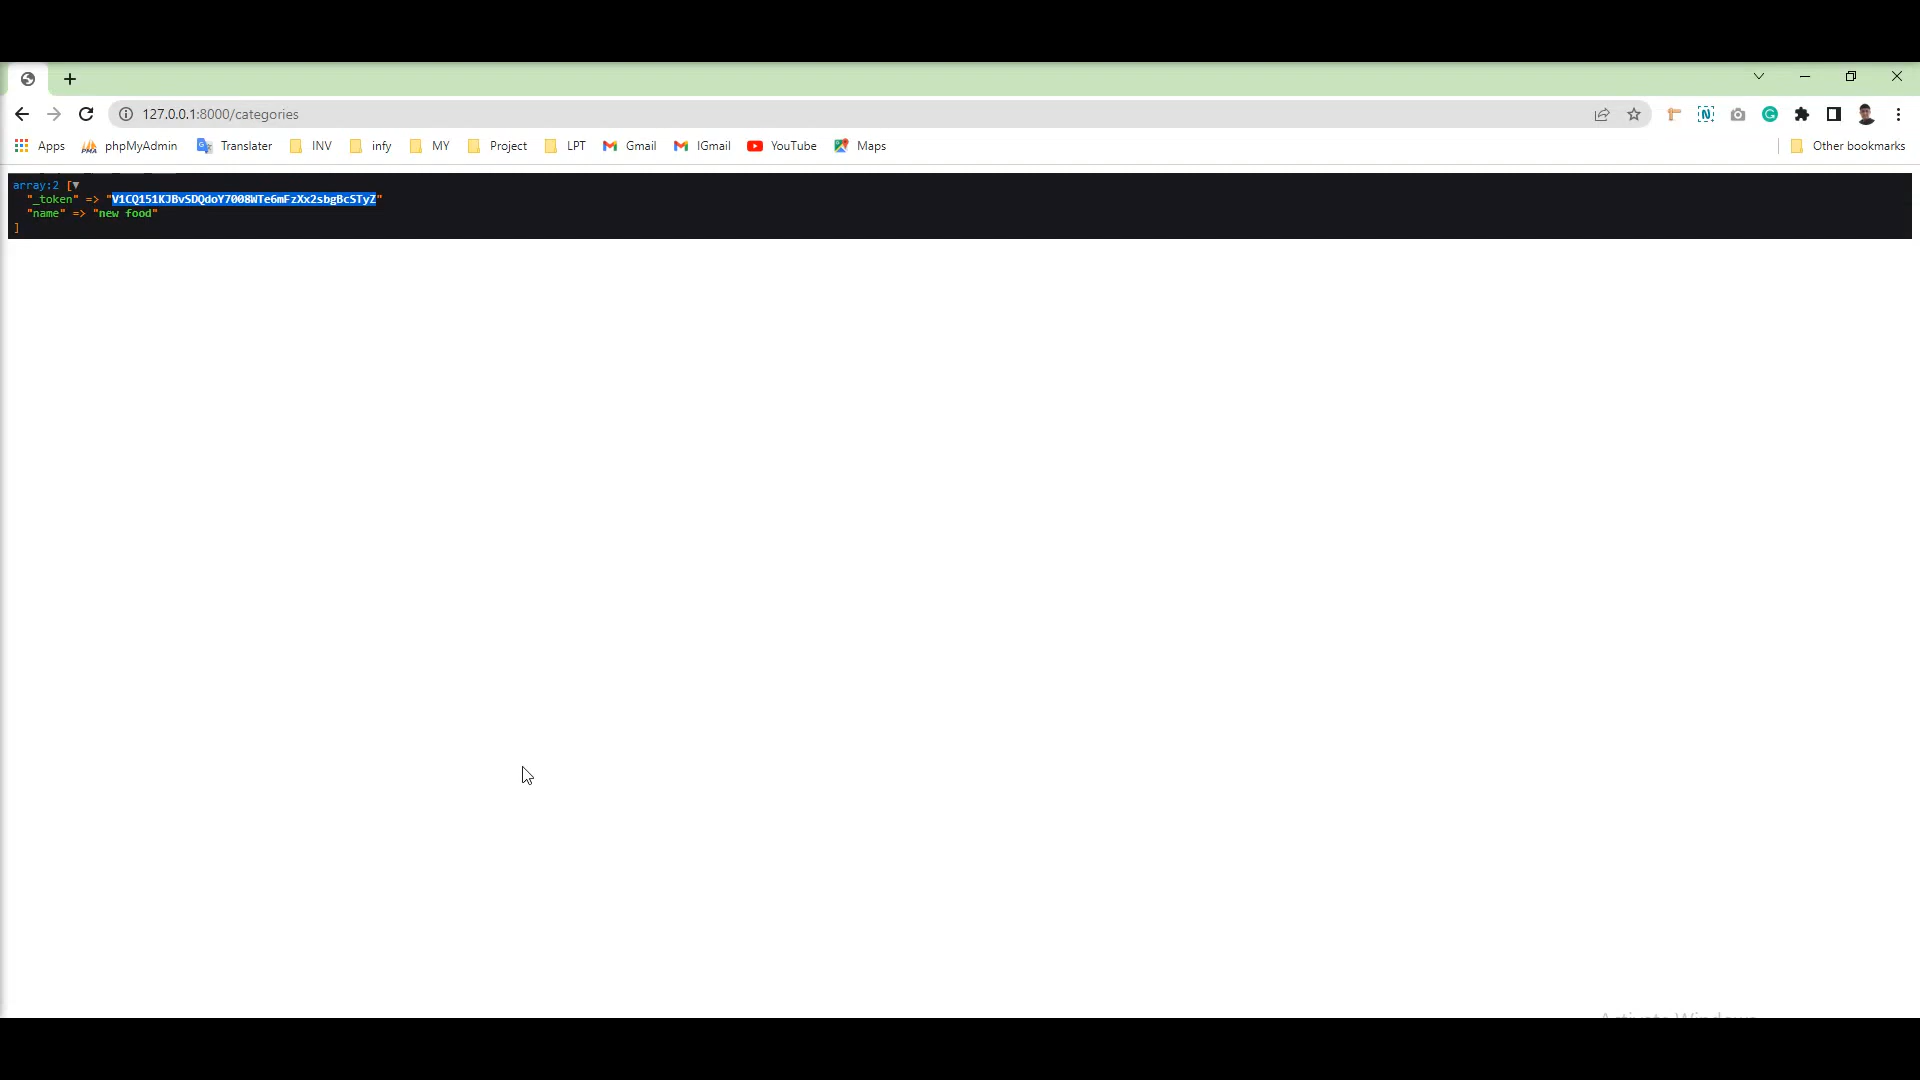 127.0.0.1:8000/categories
Apps phpMyAdmin Translater INV infy MY Project LPT Gmail IGmail YouTube Maps Other bookmarks
array:2 [▼
"_token" => "V1CQ151KJBvSDQdoY7008WTe6mFzXx2sbgBcSTyZ"
"name" => "new food"
]